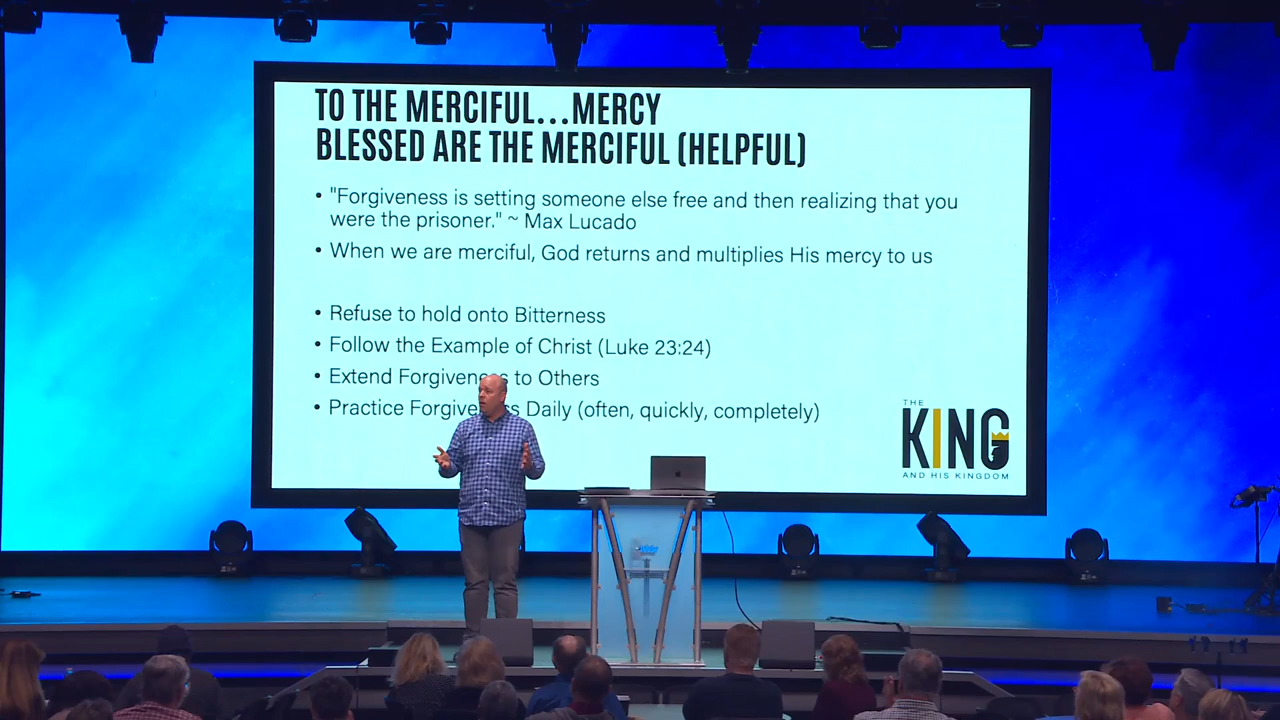 TO THE MERCIFUL...MERCY
BLESSED ARE THE MERCIFUL (HELPFUL)
• "Forgiveness is setting someone else free and then realizing that you
were the prisoner." ~ Max Lucado
• When we are merciful, God returns and multiplies His mercy to us
• Refuse to hold onto Bitterness
• Follow the Example of Christ (Luke 23:24)
• Extend Forgiveness to Others
• Practice Forgiveness Daily (often, quickly, completely)
THE
KING
AND HIS KINGDOM